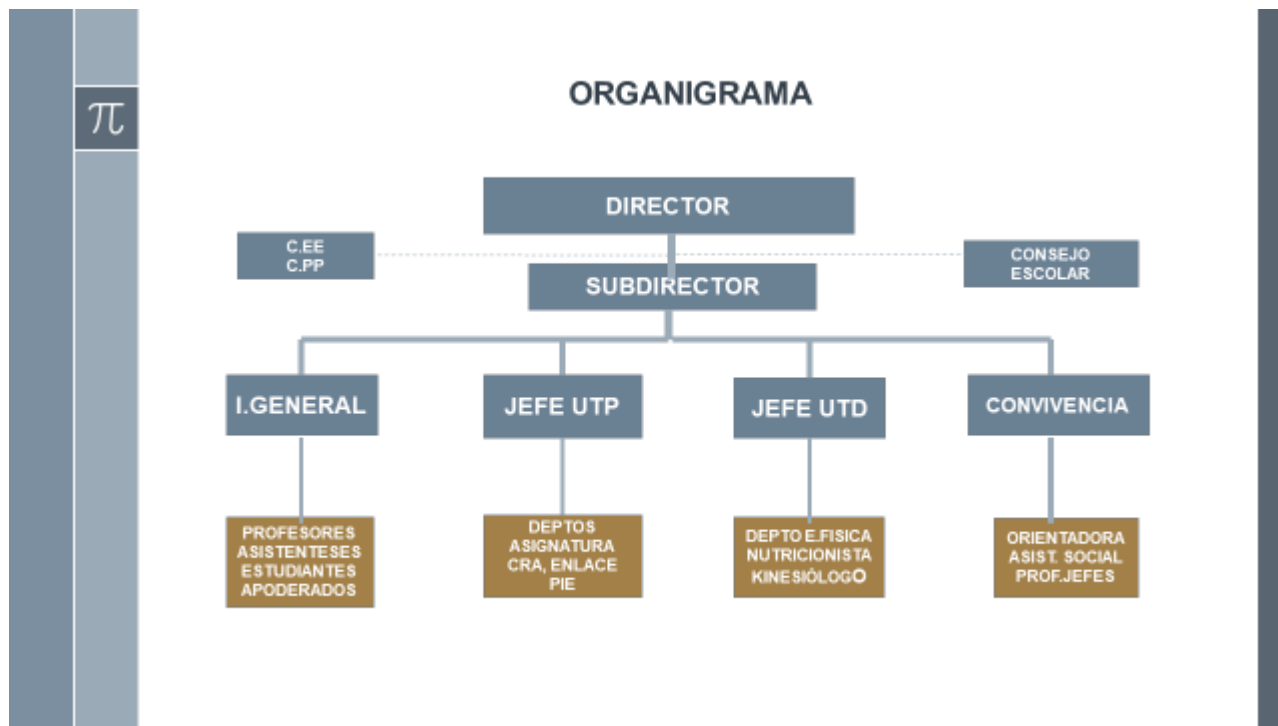 π
ORGANIGRAMA
DIRECTOR
C.EE
C.PP
CONSEJO
ESCOLAR
SUBDIRECTOR
I.GENERAL
JEFE UTP
JEFE UTD
CONVIVENCIA
PROFESORES
ASISTENTESES
ESTUDIANTES
APODERADOS
DEPTOS
ASIGNATURA
CRA, ENLACE
PIE
DEPTO E.FISICA
NUTRICIONISTA
KINESIÓLOGO
ORIENTADORA
ASIST. SOCIAL
PROF.JEFES